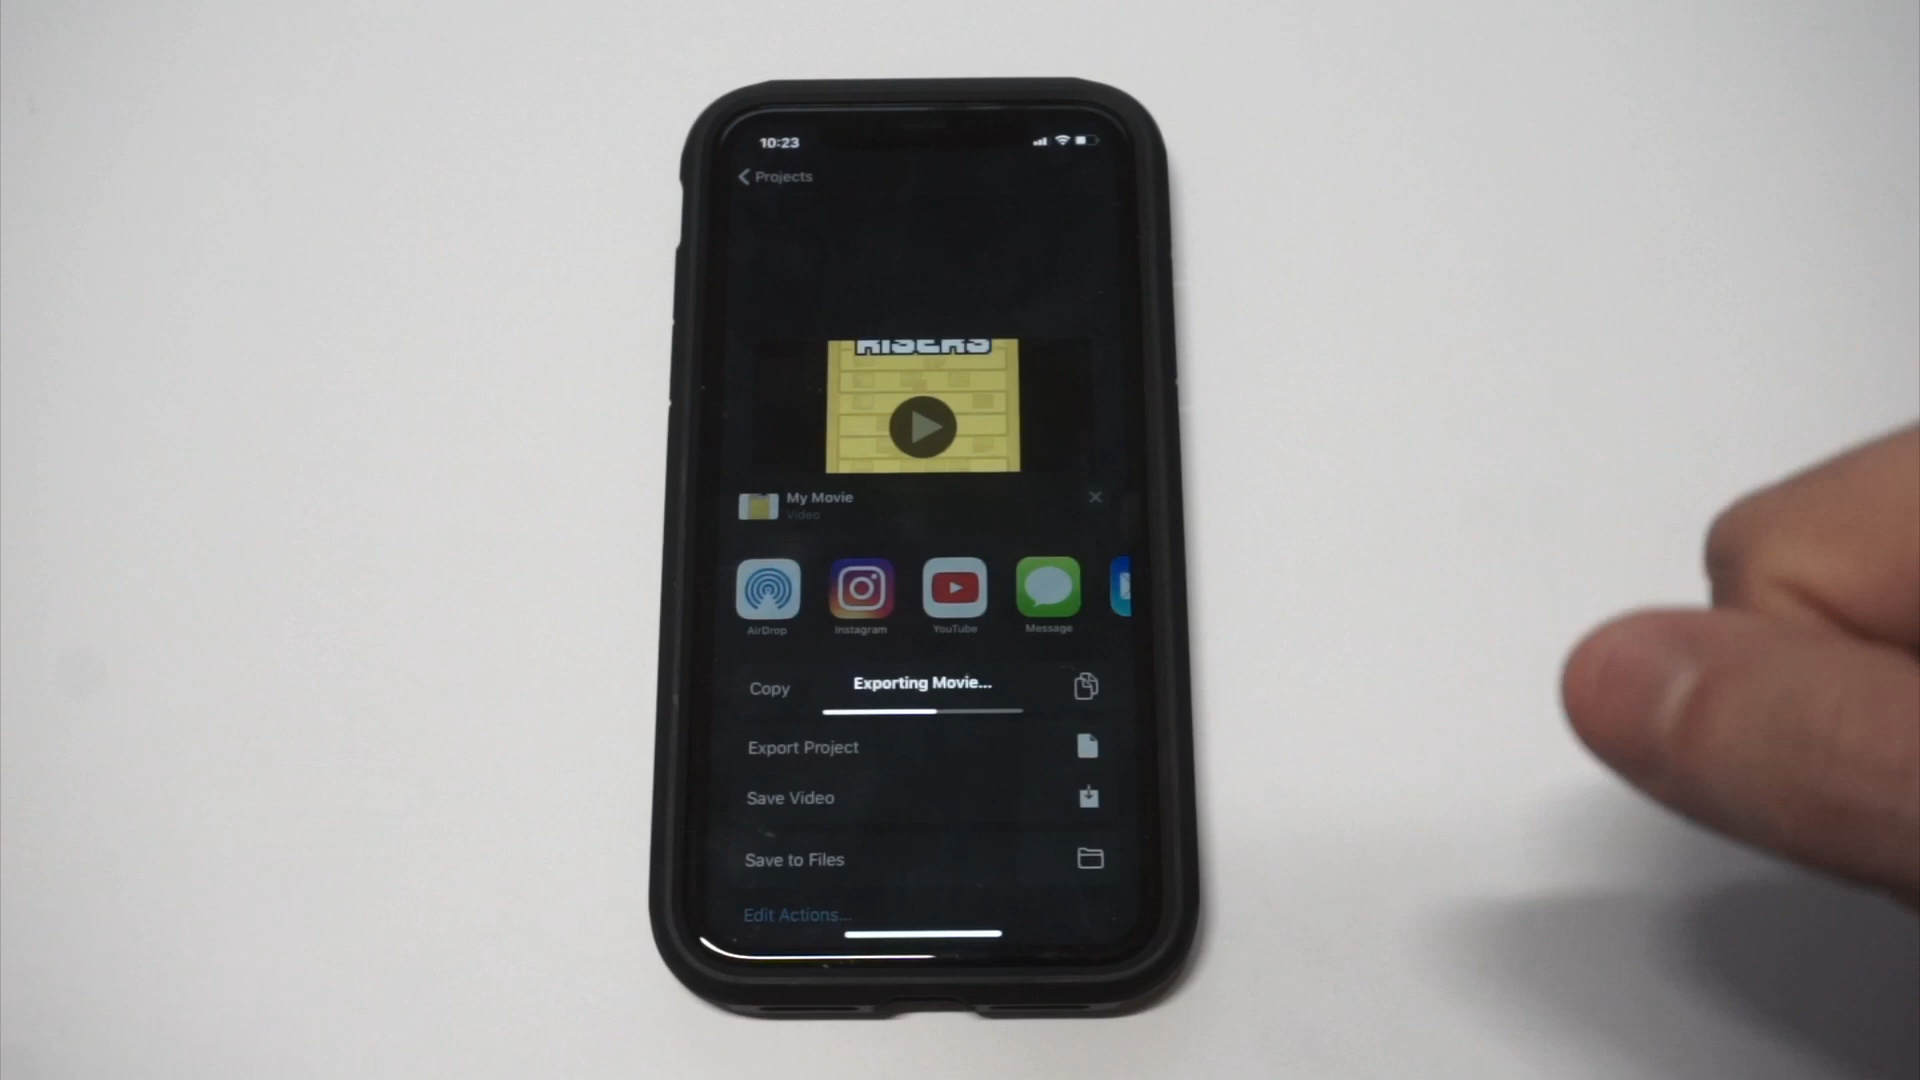 10:23
Projects
RISERS
My Movie
Video
AirDrop
Instagram
YouTube
Message
Copy
Exporting Movie...
Export Project
Save Video
Save to Files
Edit Actions...